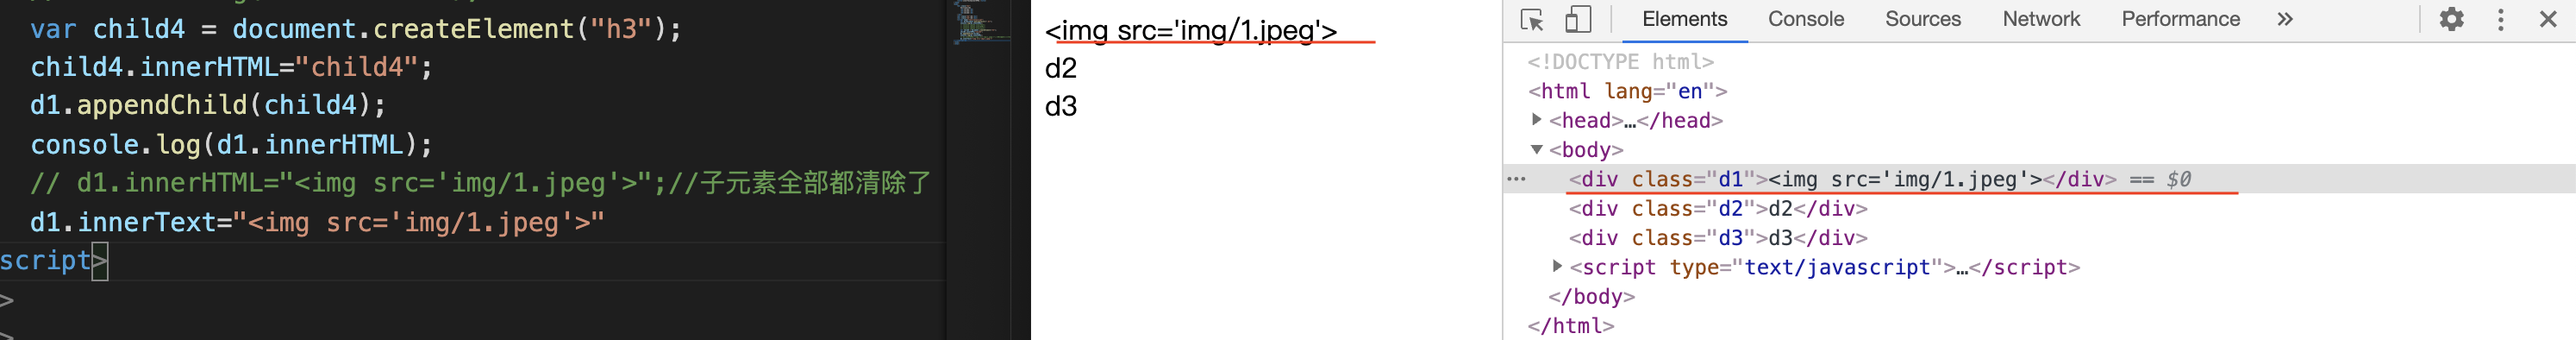 var child4 = document.createElement("h3");
child4.innerHTML="child4";
d1.appendChild(child4);
console.log(d1.innerHTML);
// d1.innerHTML="<img src='img/1.jpeg'>";//子元素全部都清除了
d1.innerText="<img src='img/1.jpeg'>"
script>
>
<img src='img/1.jpeg'>
d2
d3
Elements Console Sources Network Performance »
<!DOCTYPE html>
<html lang="en">
<head>…</head>
<body>
<div class="d1"><img src='img/1.jpeg'></div> == $0
<div class="d2">d2</div>
<div class="d3">d3</div>
<script type="text/javascript">…</script>
</body>
</html>